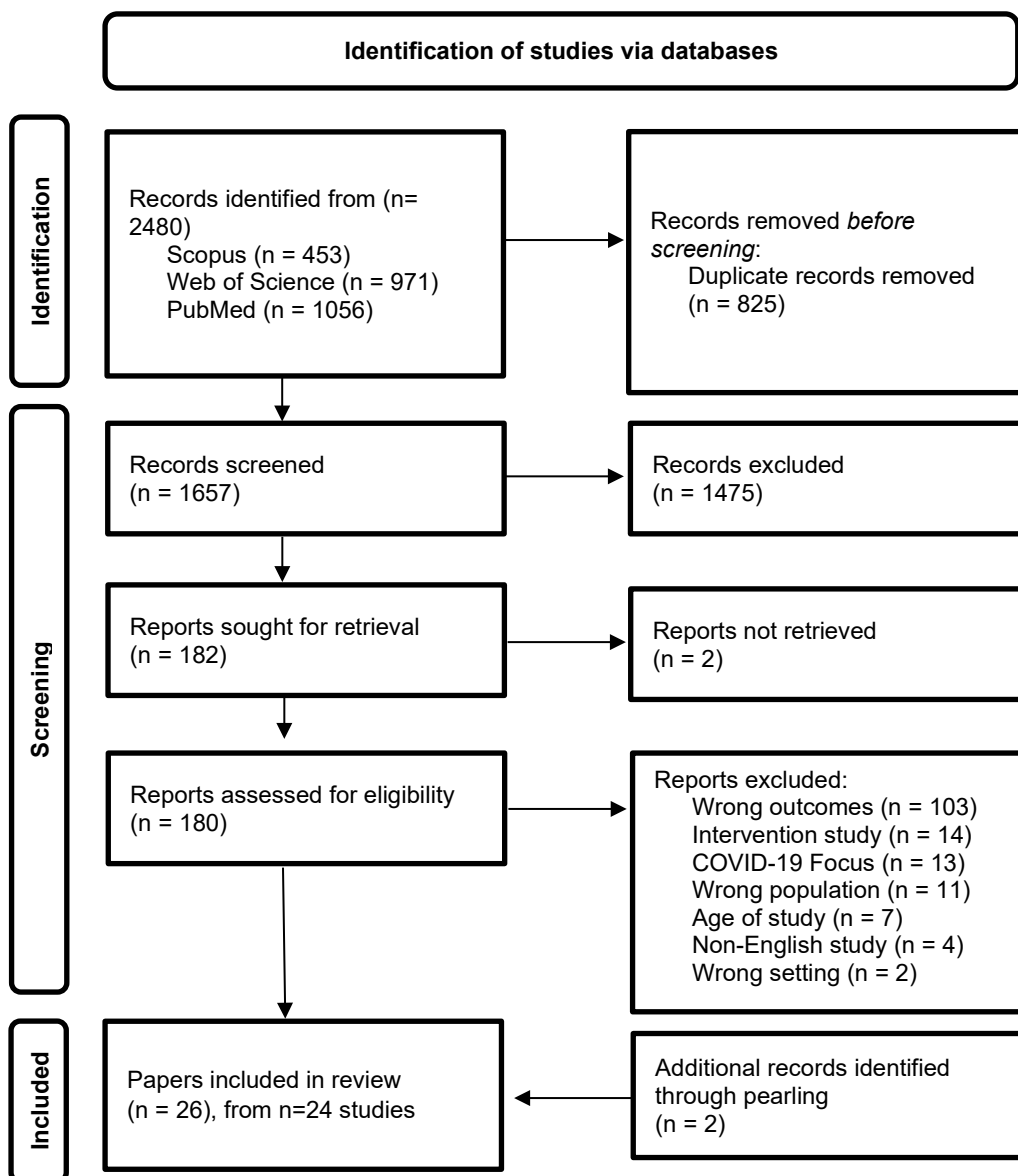 Identification of studies via databases
Identification
Records identified from (n=
2480)
Scopus (n = 453)
Web of Science (n = 971)
PubMed (n = 1056)
Records removed before
screening:
Duplicate records removed
(n = 825)
Screening
Records screened
(n = 1657)
Records excluded
(n = 1475)
Reports sought for retrieval
(n = 182)
Reports not retrieved
(n = 2)
Reports assessed for eligibility
(n = 180)
Reports excluded:
Wrong outcomes (n = 103)
Intervention study (n = 14)
COVID-19 Focus (n = 13)
Wrong population (n = 11)
Age of study (n = 7)
Non-English study (n = 4)
Wrong setting (n = 2)
Included
Papers included in review
(n = 26), from n=24 studies
Additional records identified
through pearling
(n = 2)